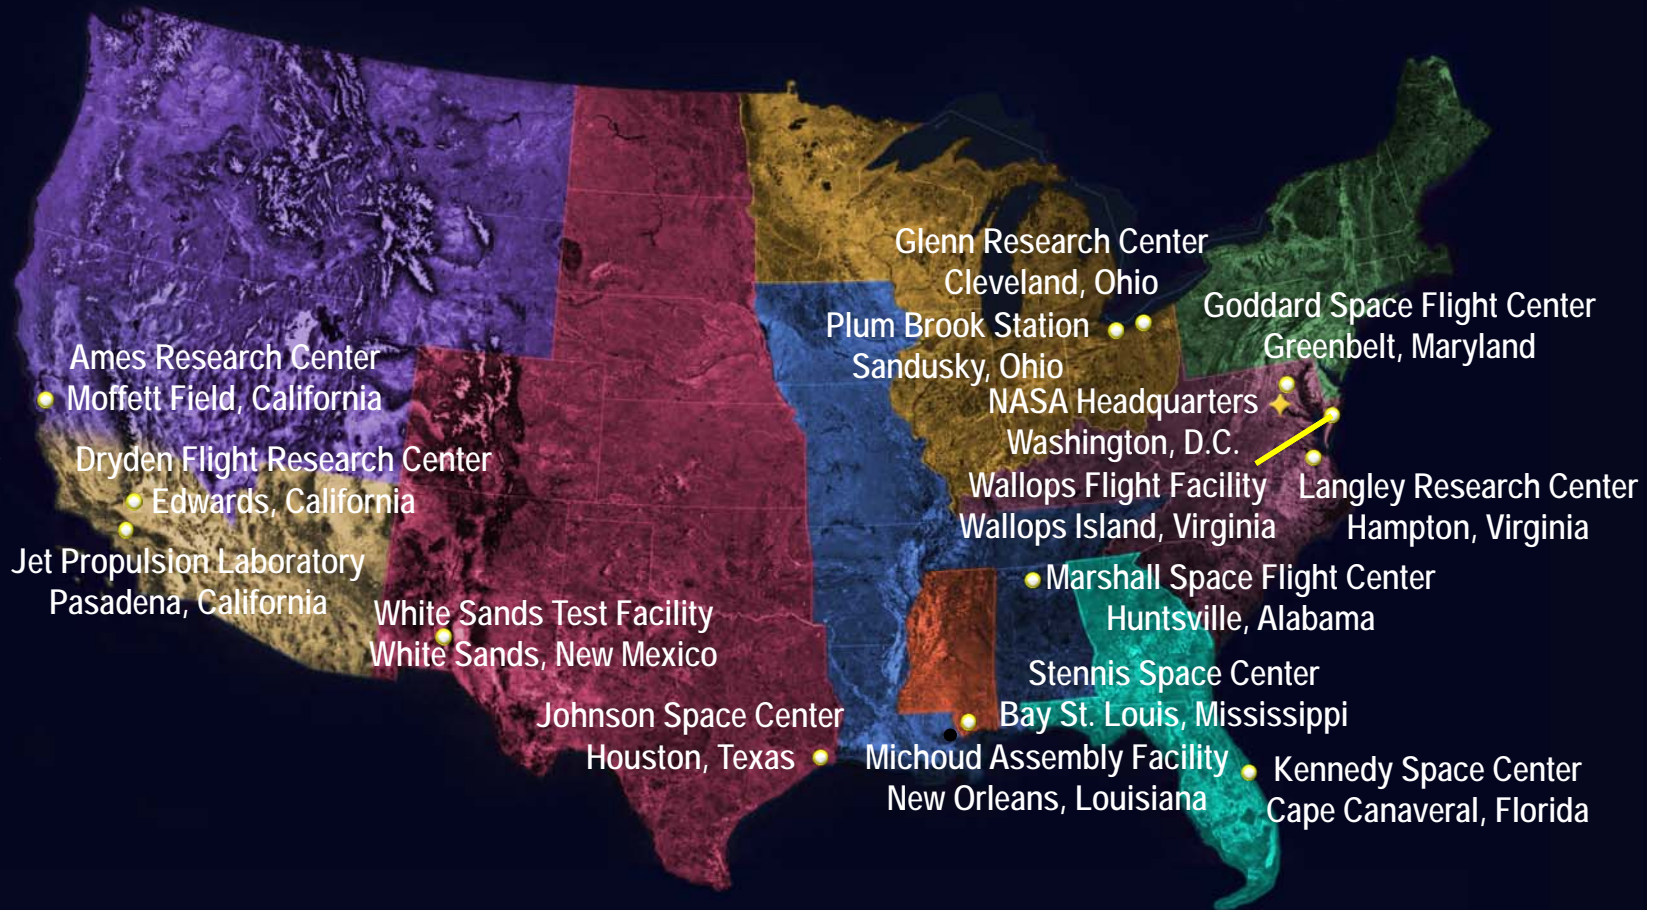 Glenn Research Center
Cleveland, Ohio
Plum Brook Station
Sandusky, Ohio
Goddard Space Flight Center
Greenbelt, Maryland
Ames Research Center
Moffett Field, California
NASA Headquarters
Washington, D.C.
Dryden Flight Research Center
Edwards, California
Wallops Flight Facility
Wallops Island, Virginia
Langley Research Center
Hampton, Virginia
Jet Propulsion Laboratory
Pasadena, California
Marshall Space Flight Center
Huntsville, Alabama
White Sands Test Facility
White Sands, New Mexico
Stennis Space Center
Bay St. Louis, Mississippi
Johnson Space Center
Houston, Texas
Michoud Assembly Facility
New Orleans, Louisiana
Kennedy Space Center
Cape Canaveral, Florida